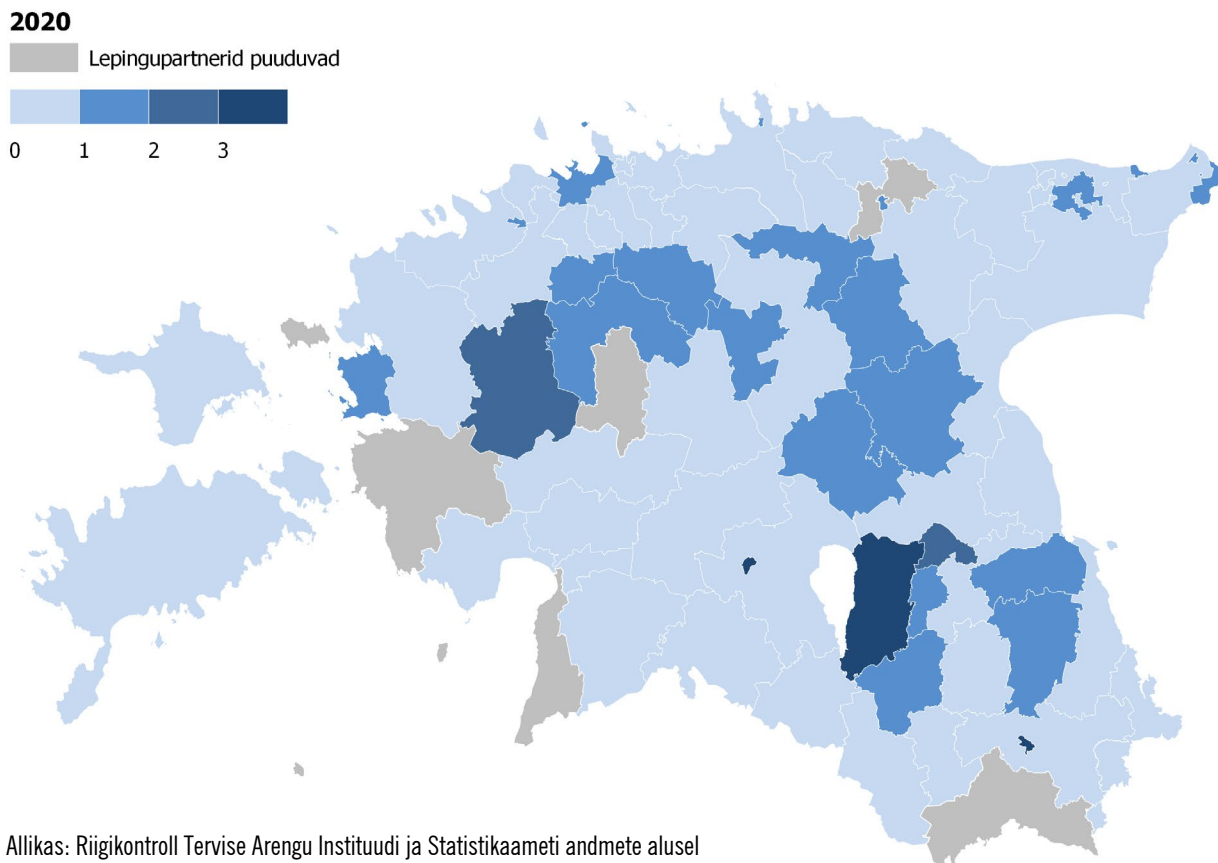 2020
Lepingupartnerid puuduvad
0 1 2 3
Allikas: Riigikontroll Tervise Arengu Instituudi ja Statistikaameti andmete alusel